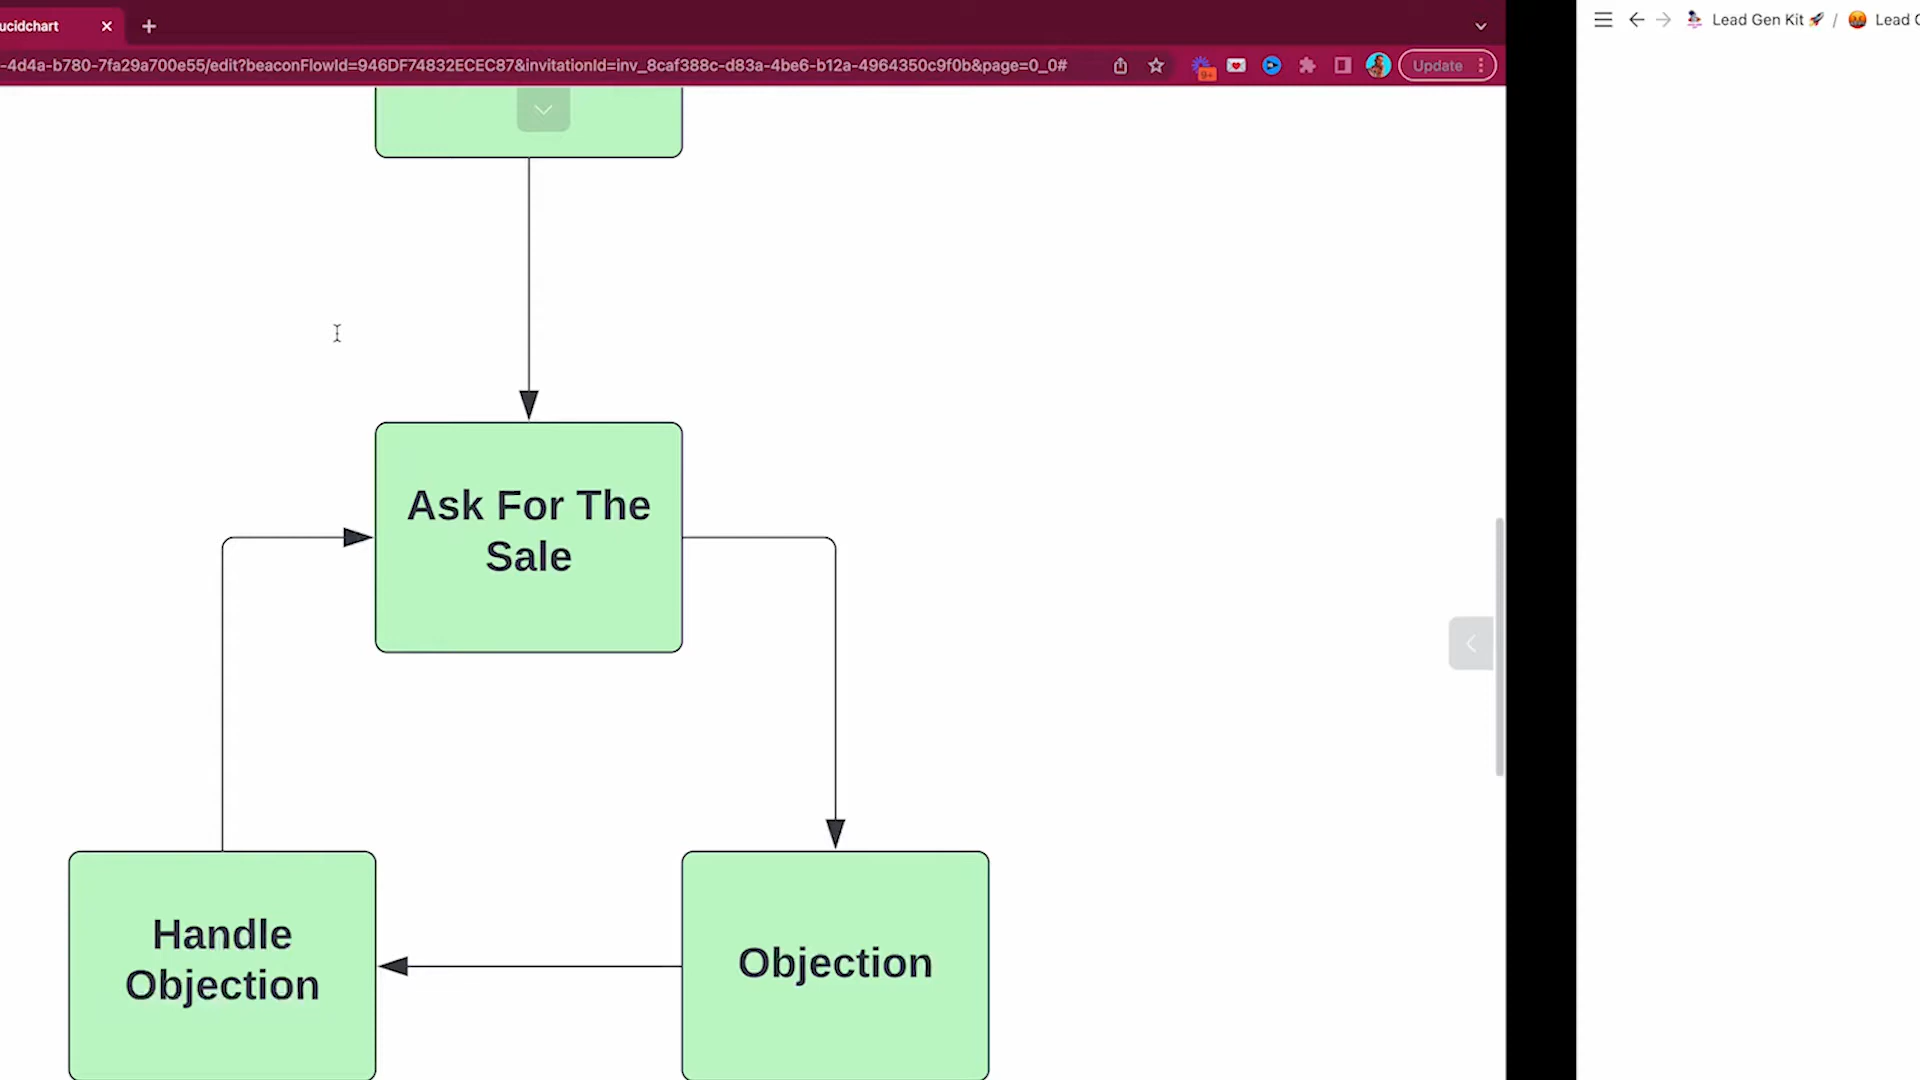 ucidchart
-4d4a-b780-7fa29a700e55/edit?beaconFlowId=946DF74832ECEC87&invitationId=inv_8caf388c-d83a-4be6-b12a-4964350c9f0b&page=0_0#
9+
Update
Lead Gen Kit 🚀 / 🤬 Lead
Ask For The
Sale
Handle
Objection
Objection